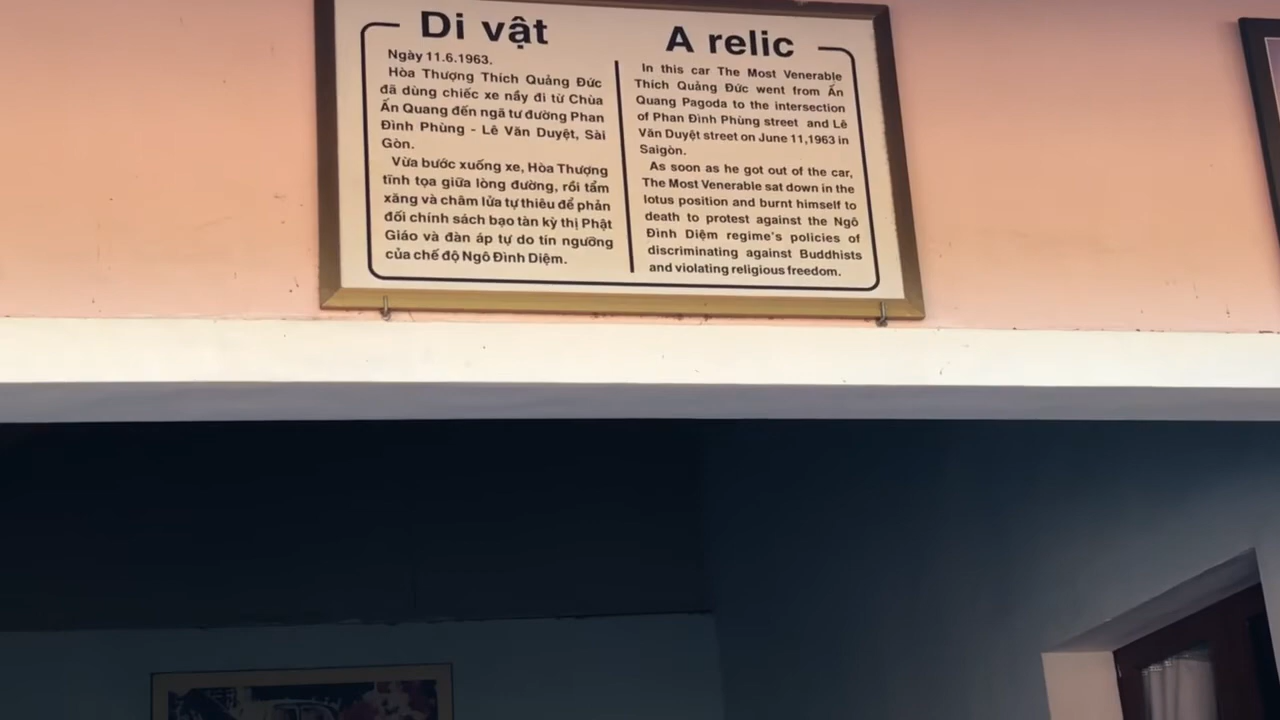 Di vật
Ngày 11.6.1963.
Hòa Thượng Thích Quảng Đức
đã dùng chiếc xe nầy đi từ Chùa
Ấn Quang đến ngã tư đường Phan
Đình Phùng - Lê Văn Duyệt, Sài
Gòn.
Vừa bước xuống xe, Hòa Thượng
tĩnh tọa giữa lòng đường, rồi tẩm
xăng và châm lửa tự thiêu để phản
đối chính sách bạo tàn kỳ thị Phật
Giáo và đàn áp tự do tín ngưỡng
của chế độ Ngô Đình Diệm.
A relic
In this car The Most Venerable
Thích Quảng Đức went from Ấn
Quang Pagoda to the intersection
of Phan Đình Phùng street and Lê
Văn Duyệt street on June 11,1963 in
Saigòn.
As soon as he got out of the car,
The Most Venerable sat down in the
lotus position and burnt himself to
death to protest against the Ngô
Đình Diệm regime's policies of
discriminating against Buddhists
and violating religious freedom.